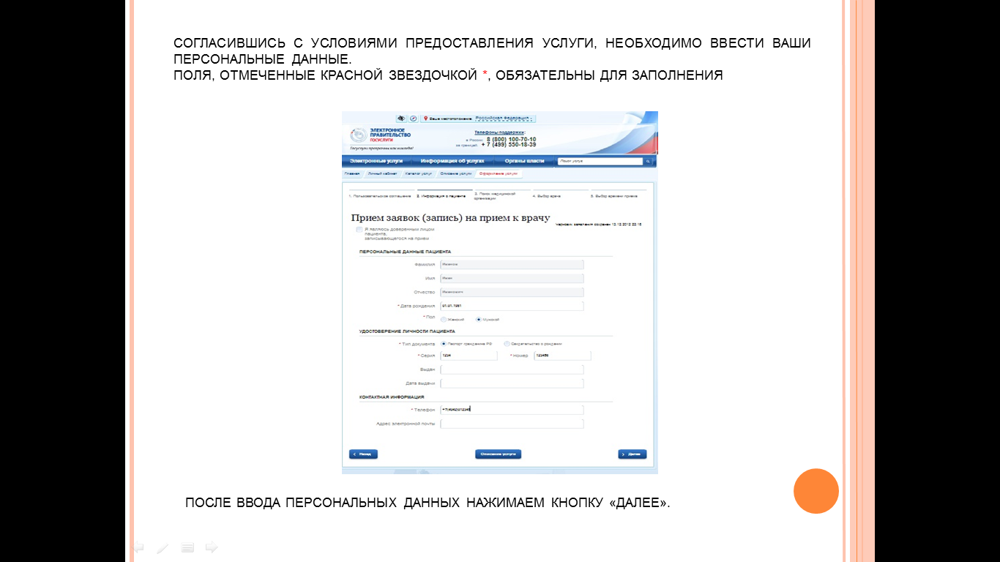 СОГЛАСИВШИСЬ С УСЛОВИЯМИ ПРЕДОСТАВЛЕНИЯ УСЛУГИ, НЕОБХОДИМО ВВЕСТИ ВАШИ
ПЕРСОНАЛЬНЫЕ ДАННЫЕ.
ПОЛЯ, ОТМЕЧЕННЫЕ КРАСНОЙ ЗВЕЗДОЧКОЙ *, ОБЯЗАТЕЛЬНЫ ДЛЯ ЗАПОЛНЕНИЯ
Ваше местоположение: Российская Федерация
ЭЛЕКТРОННОЕ
ПРАВИТЕЛЬСТВО
ГОСУСЛУГИ
Госуслуги проще, чем кажется!
Телефоны поддержки:
в России: 8 (800) 100-70-10
за границей: + 7 (499) 550-18-39
Электронные услуги Информация об услугах Органы власти Поиск услуг
Главная Личный кабинет Каталог услуг Описание услуги Оформление услуги
1. Пользовательское соглашение 2. Информация о пациенте 3. Поиск медицинской организации 4. Выбор врача 5. Выбор времени приема
Прием заявок (запись) на прием к врачу
Черновик заявления сохранен 12.12.2013 22:15
Я являюсь доверенным лицом
пациента,
записывающегося на прием
ПЕРСОНАЛЬНЫЕ ДАННЫЕ ПАЦИЕНТА
Фамилия Иванов
Имя Иван
Отчество Иванович
* Дата рождения 01.01.1981
* Пол Женский Мужской
УДОСТОВЕРЕНИЕ ЛИЧНОСТИ ПАЦИЕНТА
* Тип документа Паспорт гражданина РФ Свидетельство о рождении
* Серия 1234 * Номер 123456
Выдан
Дата выдачи
КОНТАКТНАЯ ИНФОРМАЦИЯ
* Телефон +7(4942)012345
Адрес электронной почты
Назад Описание услуги Далее
ПОСЛЕ ВВОДА ПЕРСОНАЛЬНЫХ ДАННЫХ НАЖИМАЕМ КНОПКУ «ДАЛЕЕ».